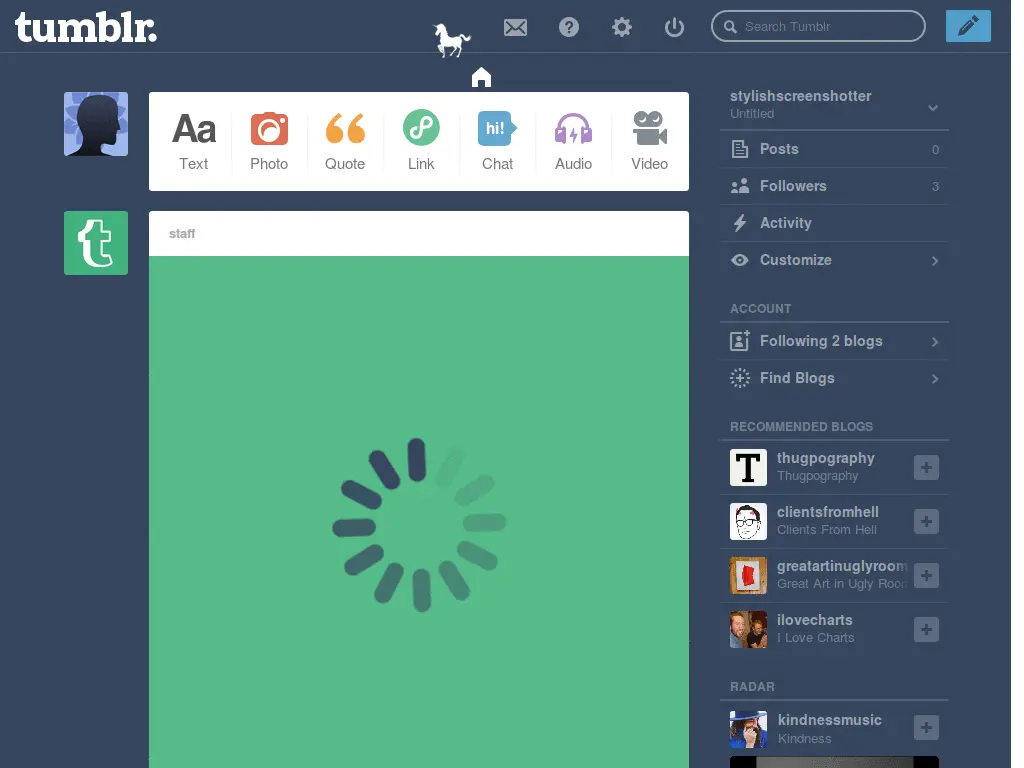 tumblr.
Search Tumblr
Aa
Text
Photo
Quote
Link
hi!
Chat
Audio
Video
t
staff
stylishscreenshotter
Untitled
Posts 0
Followers 3
Activity
Customize
ACCOUNT
Following 2 blogs
Find Blogs
RECOMMENDED BLOGS
T
thugpography
Thugpography
clientsfromhell
Clients From Hell
greatartinuglyroom
Great Art in Ugly Roo
ilovecharts
I Love Charts
RADAR
kindnessmusic
Kindness